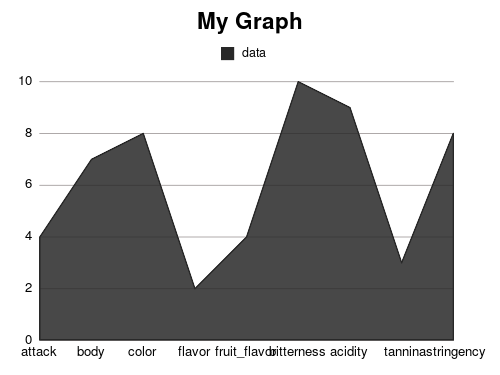 My Graph
data
10
8
6
4
2
0
attack body color flavor fruit_flavor bitterness acidity tannin astringency